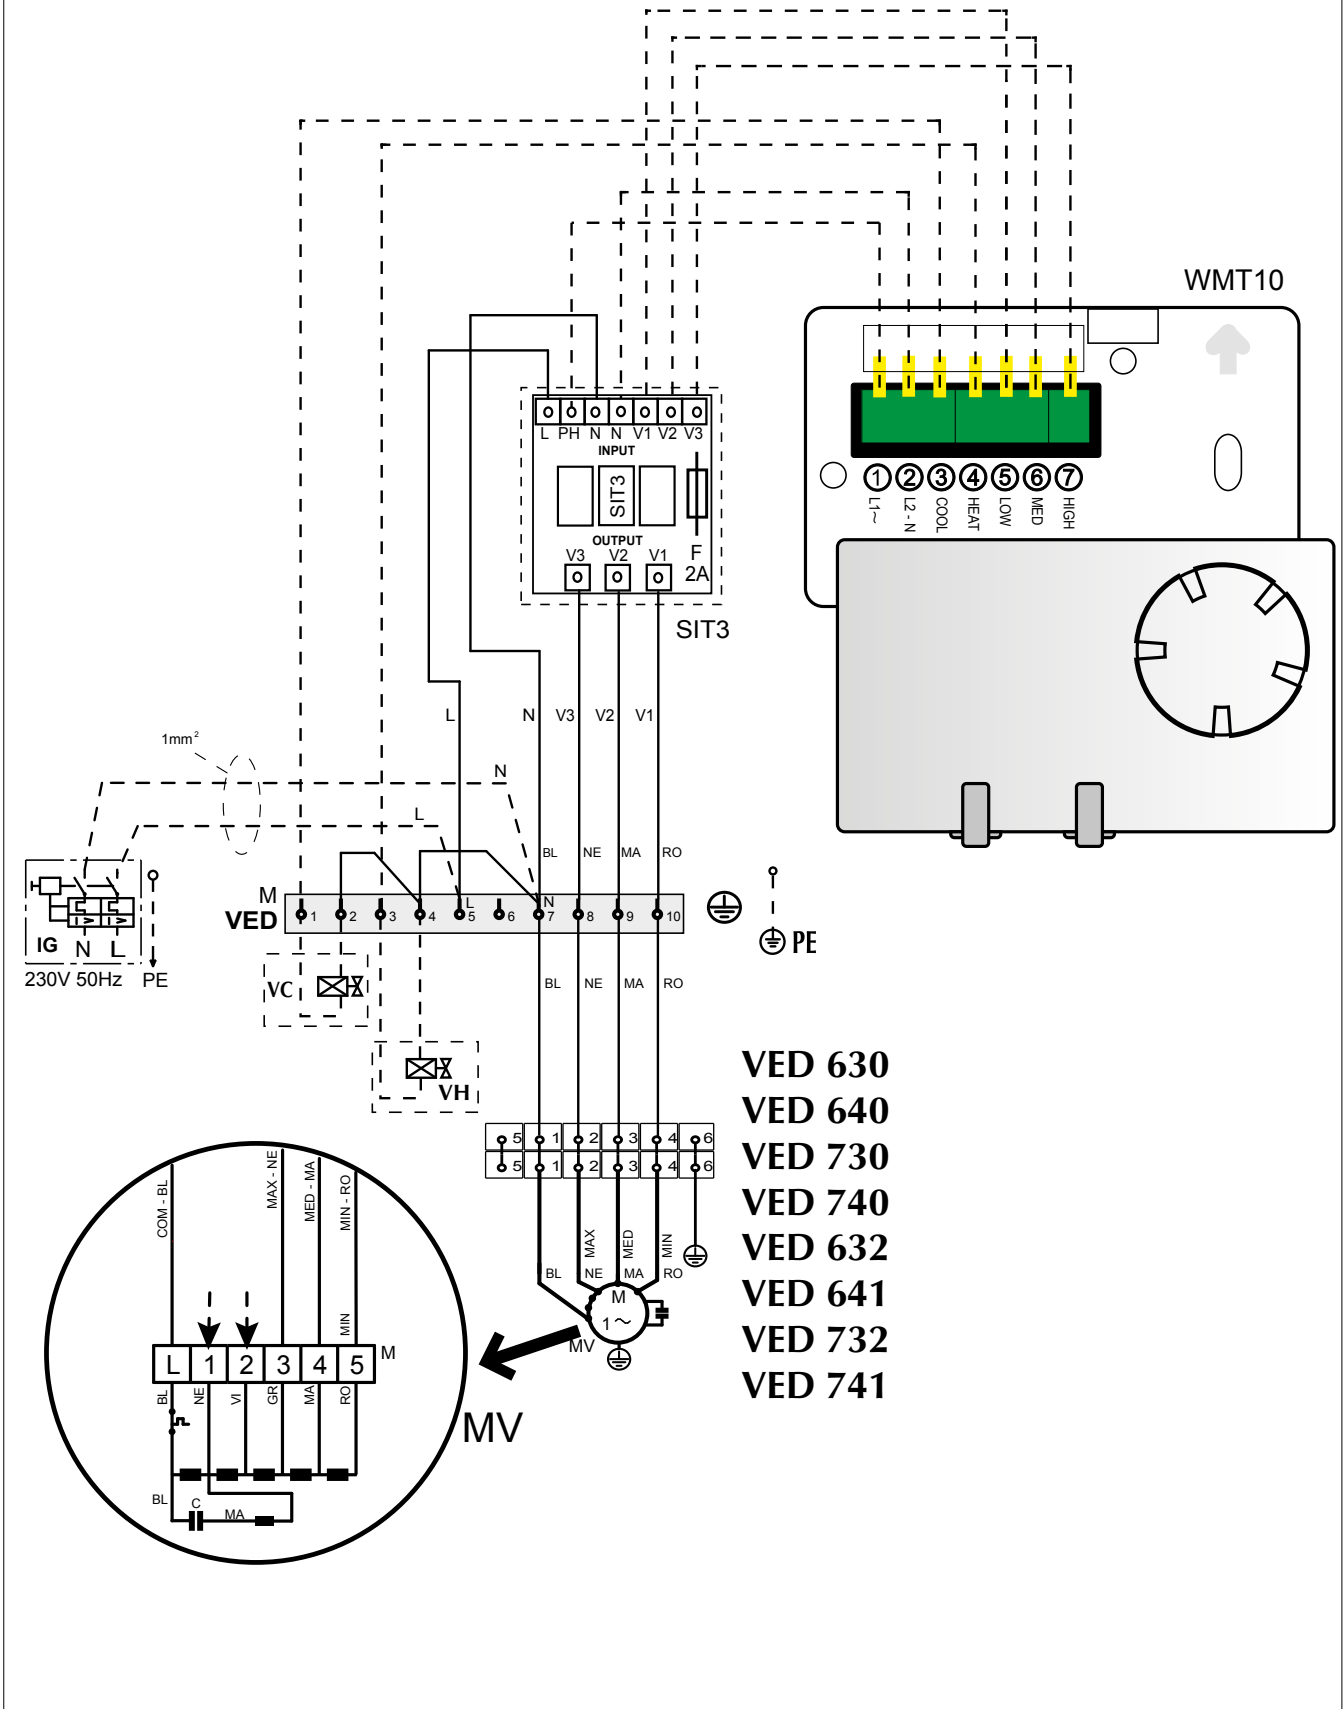 WMT10
L PH N N V1 V2 V3
INPUT
SIT3
OUTPUT
V3 V2 V1
F
2A
SIT3
1 2 3 4 5 6 7
L1~ L2 - N COOL HEAT LOW MED HIGH
L N V3 V2 V1
1mm²
N
L
BL NE MA RO
M
VED
L N
1 2 3 4 5 6 7 8 9 10
PE
IG N L
230V 50Hz PE
VC
BL NE MA RO
VH
VED 630
VED 640
VED 730
VED 740
VED 632
VED 641
VED 732
VED 741
5 1 2 3 4 6
5 1 2 3 4 6
MAX MED MIN
BL NE MA RO
M
1~
MV
COM - BL MAX - NE MED - MA MIN - RO
MIN
L 1 2 3 4 5 M
BL NE VI GR MA RO
MV
BL C MA